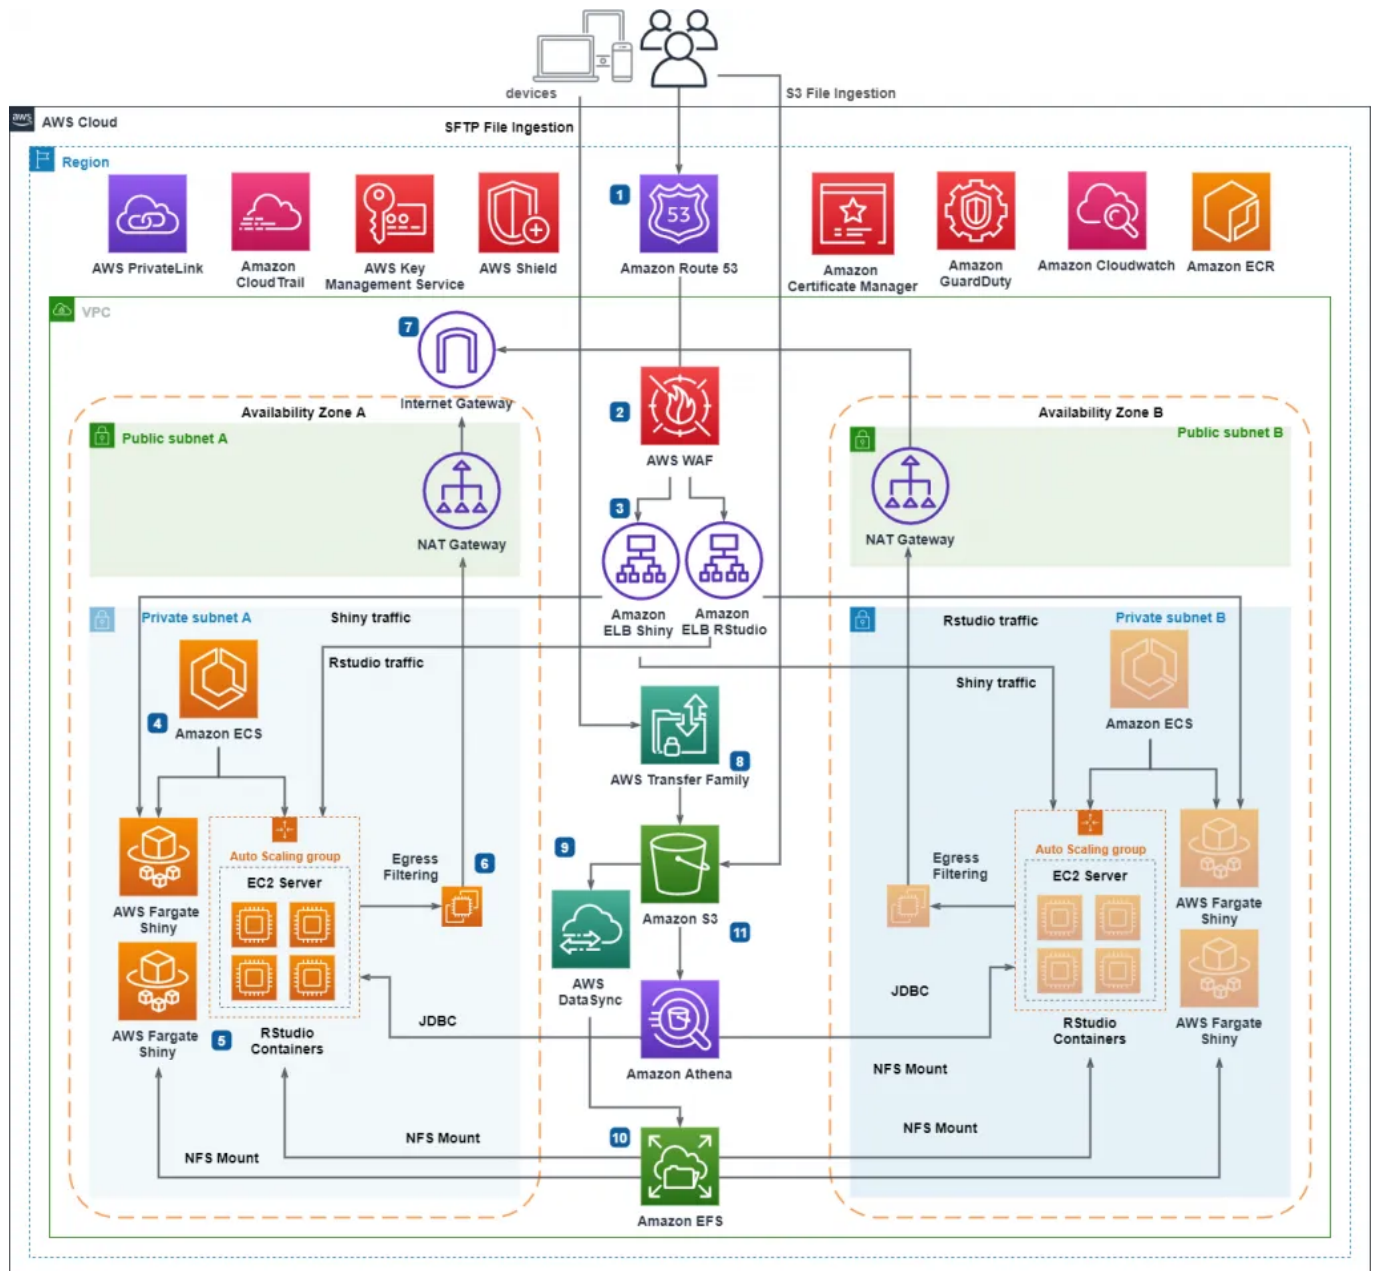 devices
S3 File Ingestion
aws
AWS Cloud
SFTP File Ingestion
Region
1
53
AWS PrivateLink
Amazon
CloudTrail
AWS Key
Management Service
AWS Shield
Amazon Route 53
Amazon
Certificate Manager
Amazon
GuardDuty
Amazon Cloudwatch
Amazon ECR
VPC
7
Internet Gateway
2
AWS WAF
Availability Zone A
Public subnet A
NAT Gateway
Availability Zone B
Public subnet B
NAT Gateway
3
Amazon
ELB Shiny
Amazon
ELB RStudio
Private subnet A
Shiny traffic
Rstudio traffic
Amazon ECS
4
Rstudio traffic
Private subnet B
Shiny traffic
Amazon ECS
AWS Transfer Family
8
Auto Scaling group
EC2 Server
Egress
Filtering
6
AWS Fargate
Shiny
AWS Fargate
Shiny
5
RStudio
Containers
JDBC
9
Amazon S3
11
AWS
DataSync
Amazon Athena
Egress
Filtering
Auto Scaling group
EC2 Server
AWS Fargate
Shiny
AWS Fargate
Shiny
RStudio
Containers
JDBC
NFS Mount
NFS Mount
NFS Mount
NFS Mount
10
Amazon EFS